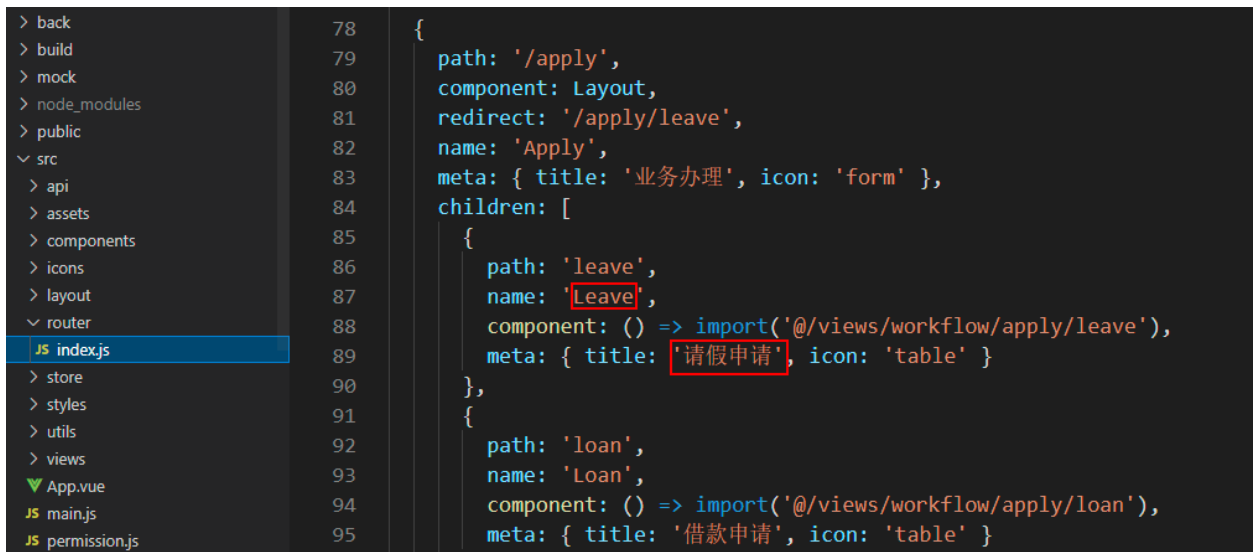 back
build
mock
node_modules
public
src
api
assets
components
icons
layout
router
JS index.js
store
styles
utils
views
App.vue
JS main.js
JS permission.js
78 {
79 path: '/apply',
80 component: Layout,
81 redirect: '/apply/leave',
82 name: 'Apply',
83 meta: { title: '业务办理', icon: 'form' },
84 children: [
85 {
86 path: 'leave',
87 name: 'Leave',
88 component: () => import('@/views/workflow/apply/leave'),
89 meta: { title: '请假申请', icon: 'table' }
90 },
91 {
92 path: 'loan',
93 name: 'Loan',
94 component: () => import('@/views/workflow/apply/loan'),
95 meta: { title: '借款申请', icon: 'table' }